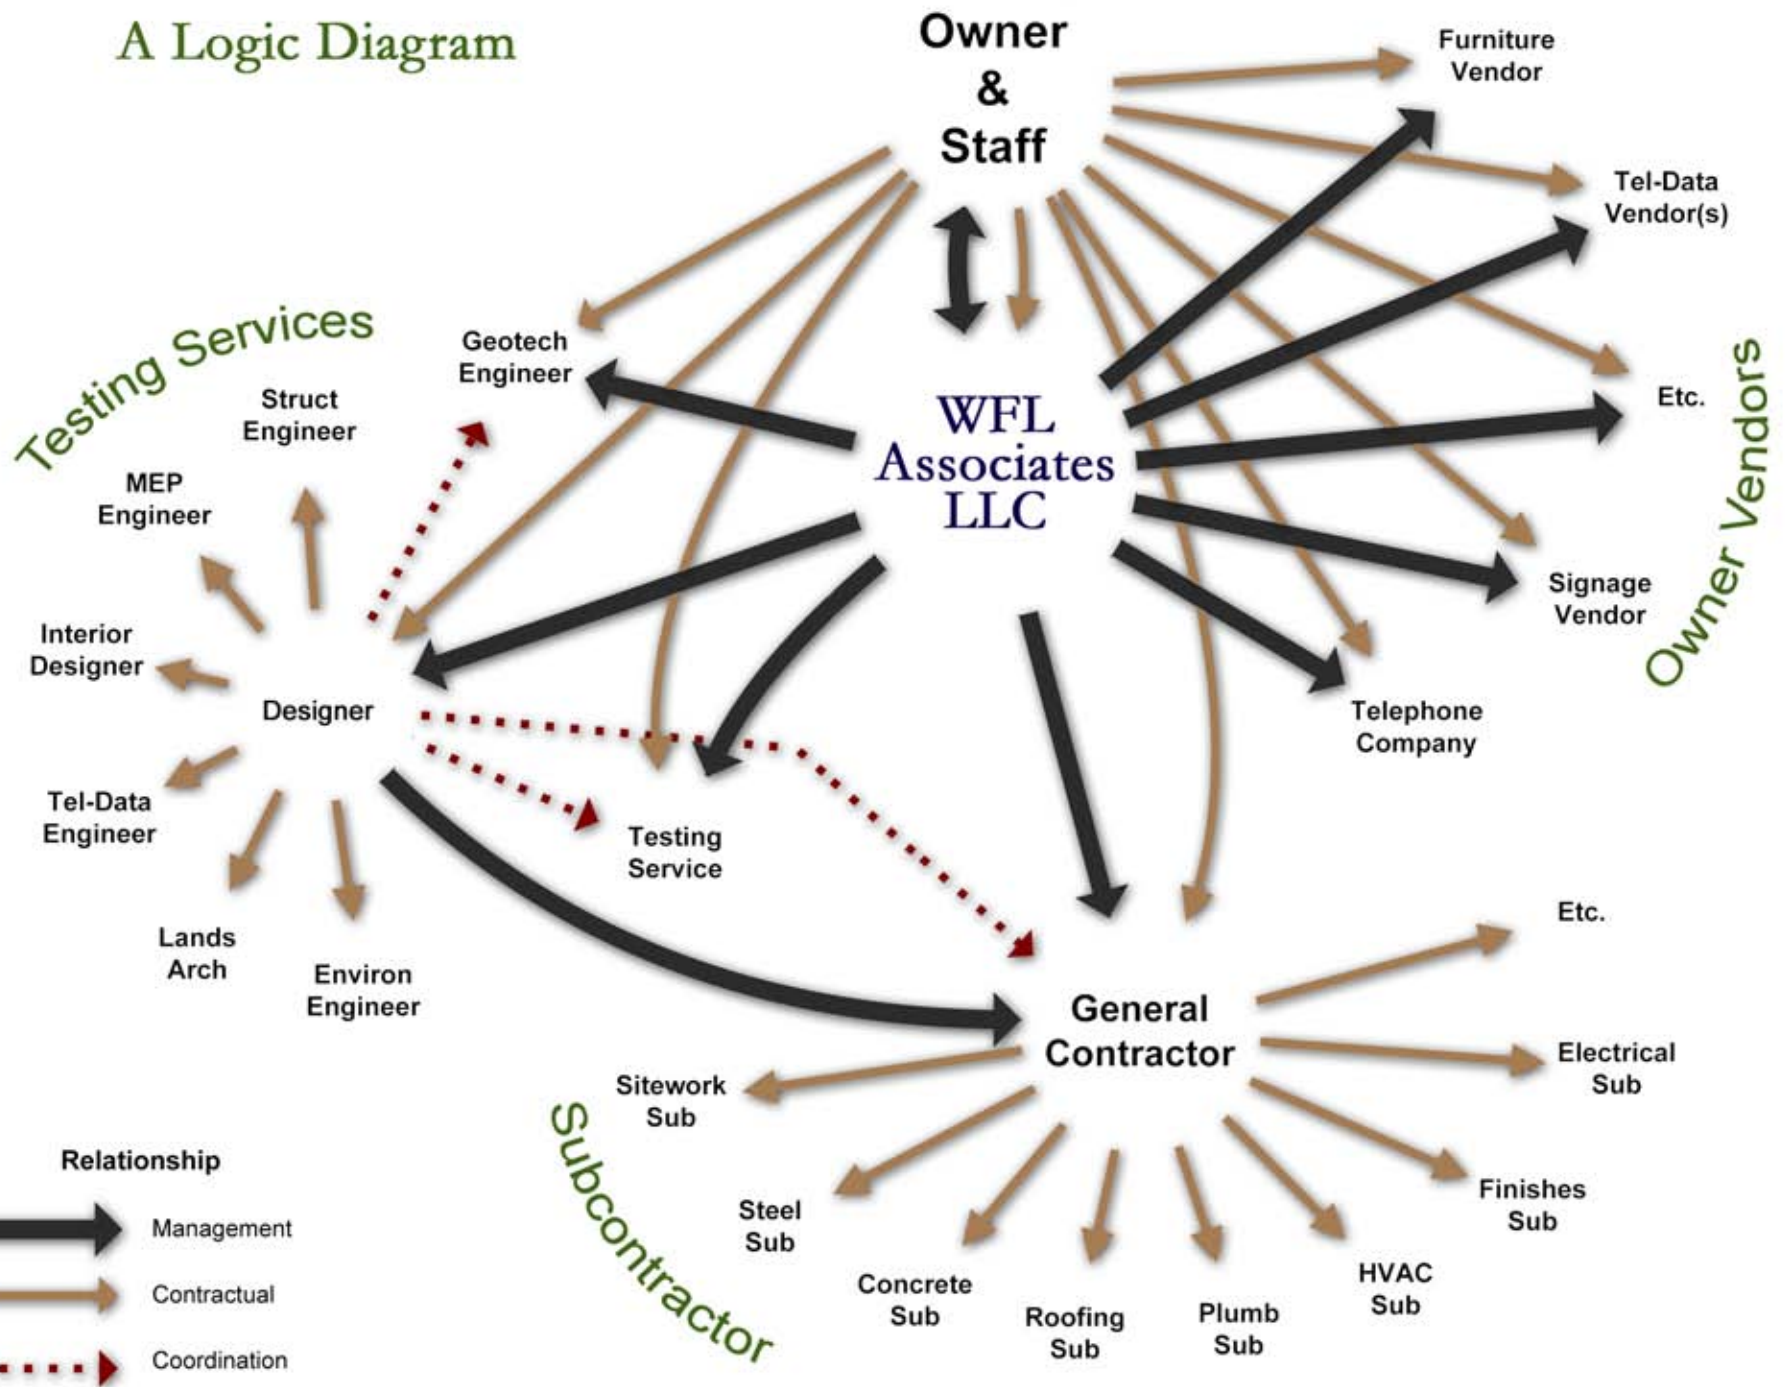 A Logic Diagram
Owner
&
Staff
Furniture
Vendor
Tel-Data
Vendor(s)
Etc.
Signage
Vendor
Telephone
Company
Owner Vendors
WFL
Associates
LLC
Testing Services
Geotech
Engineer
Struct
Engineer
MEP
Engineer
Interior
Designer
Designer
Tel-Data
Engineer
Lands
Arch
Environ
Engineer
Testing
Service
General
Contractor
Etc.
Electrical
Sub
Finishes
Sub
HVAC
Sub
Plumb
Sub
Roofing
Sub
Concrete
Sub
Steel
Sub
Sitework
Sub
Subcontractor
Relationship
Management
Contractual
Coordination